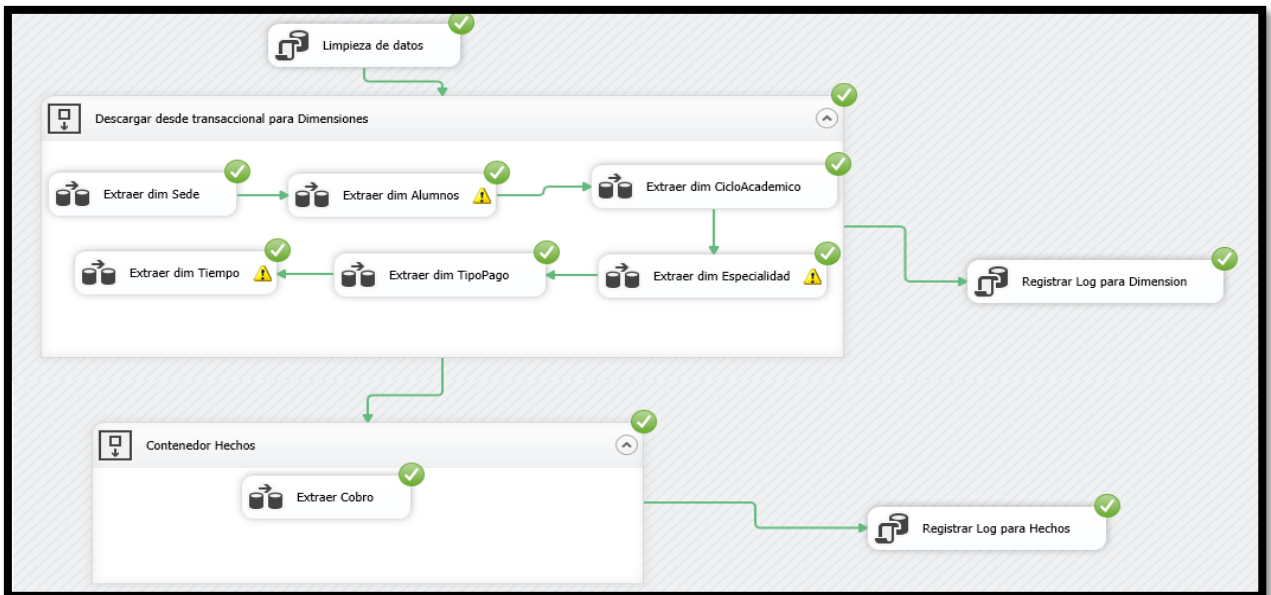 Limpieza de datos
Descargar desde transaccional para Dimensiones
Extraer dim Sede
Extraer dim Alumnos
Extraer dim CicloAcademico
Extraer dim Tiempo
Extraer dim TipoPago
Extraer dim Especialidad
Registrar Log para Dimension
Contenedor Hechos
Extraer Cobro
Registrar Log para Hechos